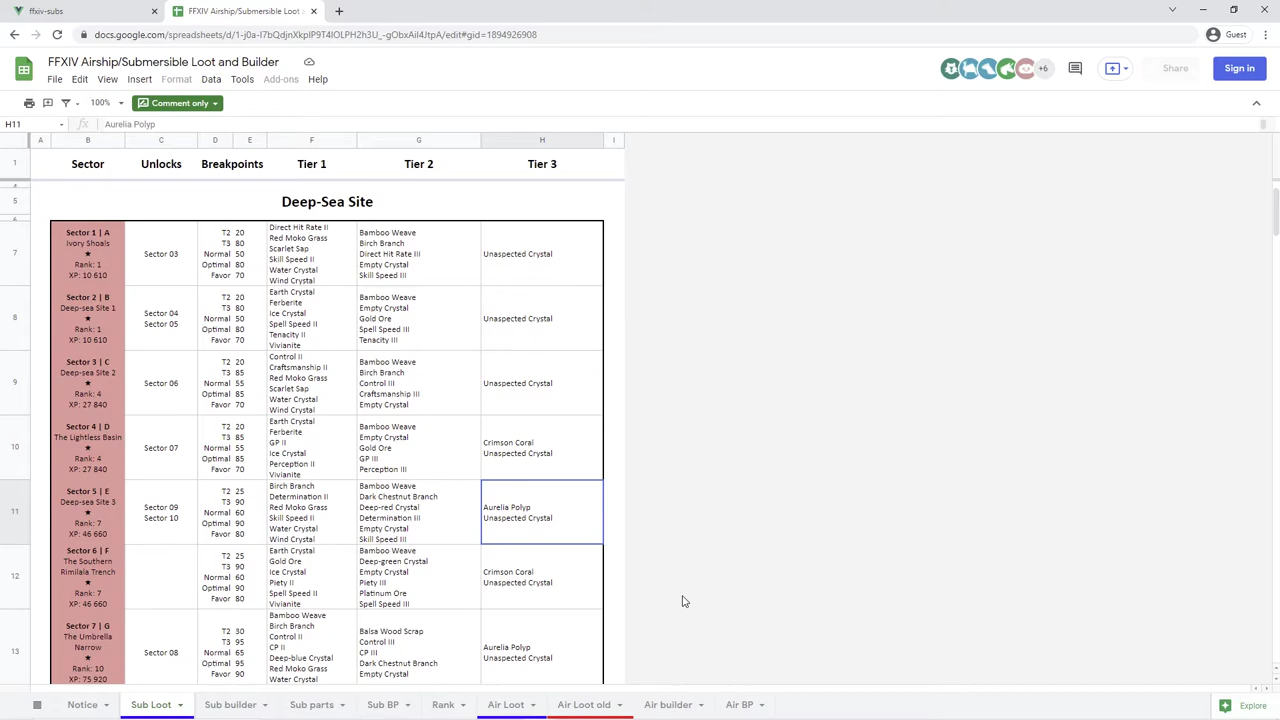 ffxiv-subs
FFXIV Airship/Submersible Loot a
docs.google.com/spreadsheets/d/1-j0a-I7bQdjnXkpIP9T4lOLPH2h3U_-gObxAil4JtpA/edit#gid=1894926908
Guest
FFXIV Airship/Submersible Loot and Builder
File Edit View Insert Format Data Tools Add-ons Help
+6
Share
Sign in
100%
Comment only
H11
Aurelia Polyp
A B C D E F G H I
1 Sector Unlocks Breakpoints Tier 1 Tier 2 Tier 3
4
5 Deep-Sea Site
6
7
Sector 1 | A
Ivory Shoals
★
Rank: 1
XP: 10 610
Sector 03
T2 20
T3 80
Normal 50
Optimal 80
Favor 70
Direct Hit Rate II
Red Moko Grass
Scarlet Sap
Skill Speed II
Water Crystal
Wind Crystal
Bamboo Weave
Birch Branch
Direct Hit Rate III
Empty Crystal
Skill Speed III
Unaspected Crystal
8
Sector 2 | B
Deep-sea Site 1
★
Rank: 1
XP: 10 610
Sector 04
Sector 05
T2 20
T3 80
Normal 50
Optimal 80
Favor 70
Earth Crystal
Ferberite
Ice Crystal
Spell Speed II
Tenacity II
Vivianite
Bamboo Weave
Empty Crystal
Gold Ore
Spell Speed III
Tenacity III
Unaspected Crystal
9
Sector 3 | C
Deep-sea Site 2
★
Rank: 4
XP: 27 840
Sector 06
T2 20
T3 85
Normal 55
Optimal 85
Favor 70
Control II
Craftsmanship II
Red Moko Grass
Scarlet Sap
Water Crystal
Wind Crystal
Bamboo Weave
Birch Branch
Control III
Craftsmanship III
Empty Crystal
Unaspected Crystal
10
Sector 4 | D
The Lightless Basin
★
Rank: 4
XP: 27 840
Sector 07
T2 20
T3 85
Normal 55
Optimal 85
Favor 70
Earth Crystal
Ferberite
GP II
Ice Crystal
Perception II
Vivianite
Bamboo Weave
Empty Crystal
Gold Ore
GP III
Perception III
Crimson Coral
Unaspected Crystal
11
Sector 5 | E
Deep-sea Site 3
★
Rank: 7
XP: 46 660
Sector 09
Sector 10
T2 25
T3 90
Normal 60
Optimal 90
Favor 80
Birch Branch
Determination II
Red Moko Grass
Skill Speed II
Water Crystal
Wind Crystal
Bamboo Weave
Dark Chestnut Branch
Deep-red Crystal
Determination III
Empty Crystal
Skill Speed III
Aurelia Polyp
Unaspected Crystal
12
Sector 6 | F
The Southern
Rimilala Trench
★
Rank: 7
XP: 46 660
T2 25
T3 90
Normal 60
Optimal 90
Favor 80
Earth Crystal
Gold Ore
Ice Crystal
Piety II
Spell Speed II
Vivianite
Bamboo Weave
Deep-green Crystal
Empty Crystal
Piety III
Platinum Ore
Spell Speed III
Crimson Coral
Unaspected Crystal
13
Sector 7 | G
The Umbrella
Narrow
★
Rank: 10
XP: 75 920
Sector 08
T2 30
T3 95
Normal 65
Optimal 95
Favor 90
Bamboo Weave
Birch Branch
Control II
CP II
Deep-blue Crystal
Red Moko Grass
Water Crystal
Balsa Wood Scrap
Control III
CP III
Dark Chestnut Branch
Empty Crystal
Aurelia Polyp
Unaspected Crystal
Notice Sub Loot Sub builder Sub parts Sub BP Rank Air Loot Air Loot old Air builder Air BP
Explore